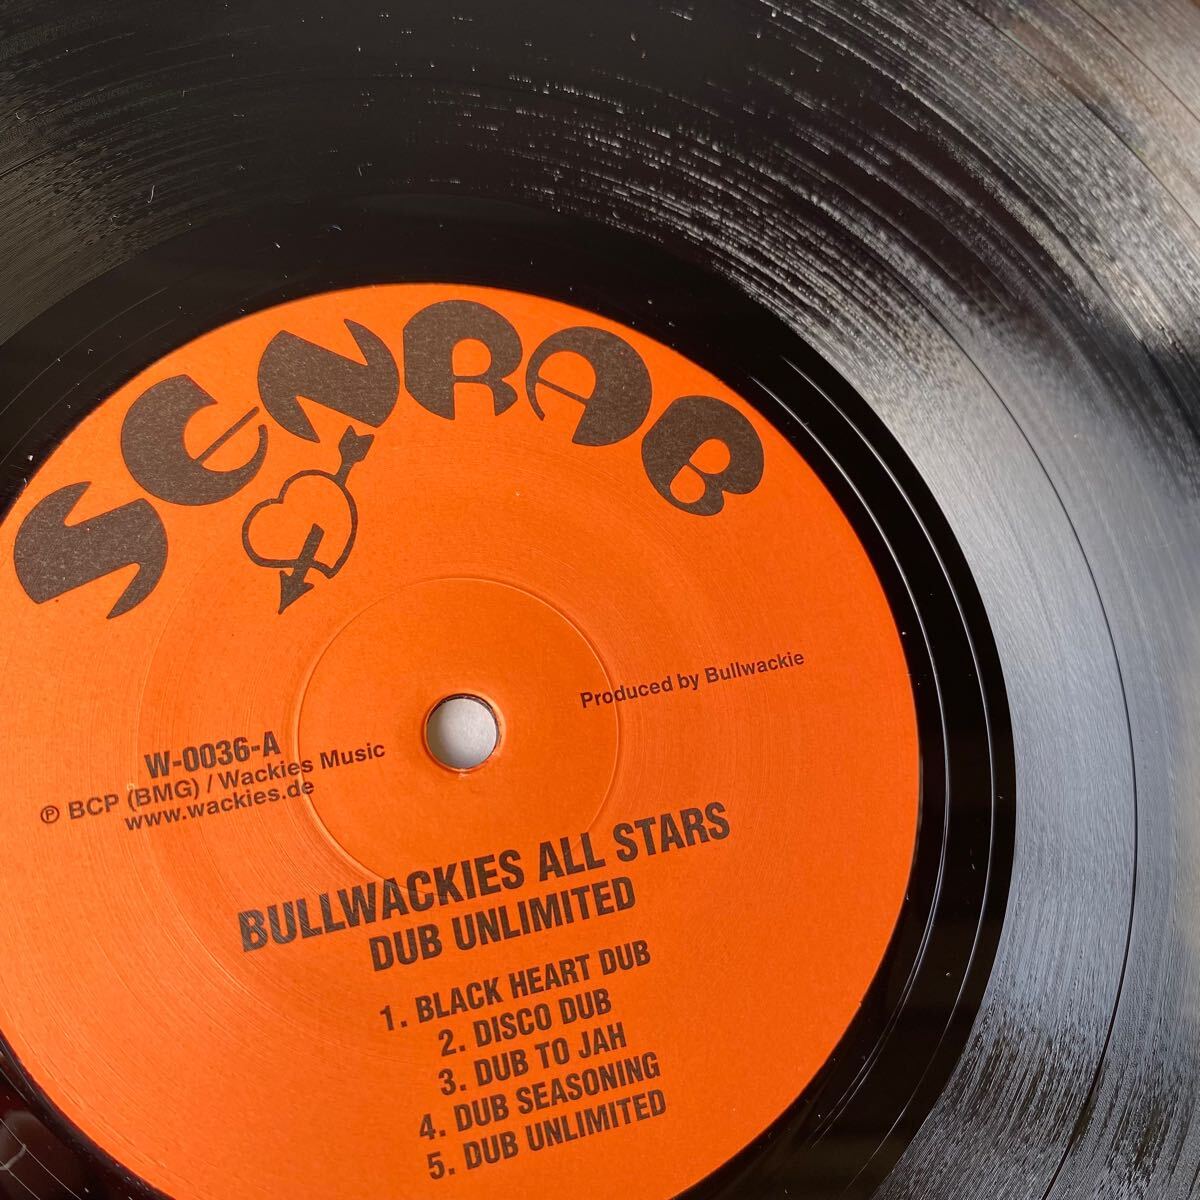 SENRAB
Produced by Bullwackie
W-0036-A
℗ BCP (BMG) / Wackies Music
www.wackies.de
BULLWACKIES ALL STARS
DUB UNLIMITED
1. BLACK HEART DUB
2. DISCO DUB
3. DUB TO JAH
4. DUB SEASONING
5. DUB UNLIMITED